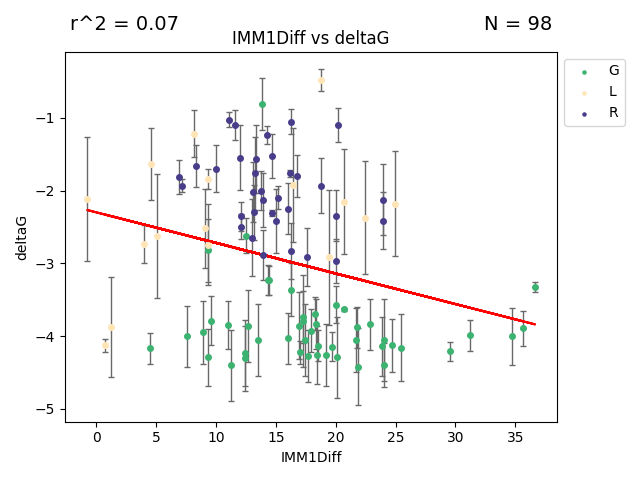 r^2 = 0.07
N = 98
IMM1Diff vs deltaG
G
L
R
−1
−2
−3
−4
−5
deltaG
0 5 10 15 20 25 30 35
IMM1Diff